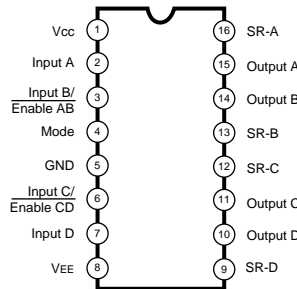 Vcc 1 16 SR-A
Input A 2 15 Output A
Input B/ 3 14 Output B
Enable AB
Mode 4 13 SR-B
GND 5 12 SR-C
Input C/ 6 11 Output C
Enable CD
Input D 7 10 Output D
VEE 8 9 SR-D